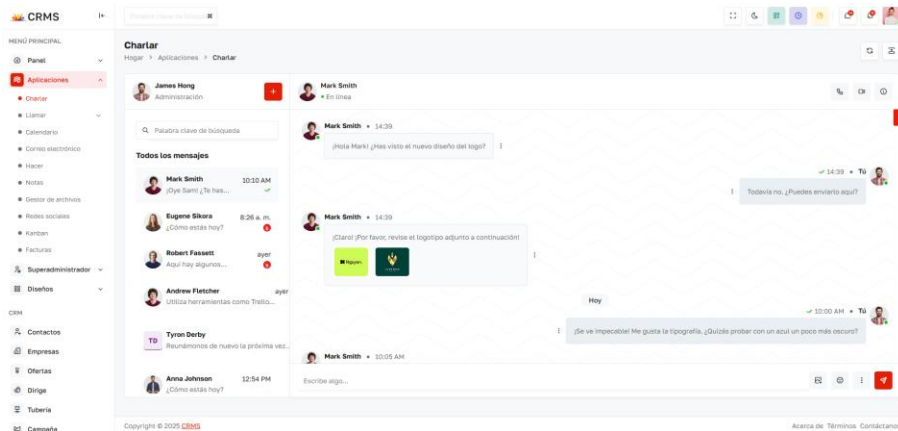 CRMS
Palabra clave de búsqueda
MENÚ PRINCIPAL
Panel
Aplicaciones
Charlar
Llamar
Calendario
Correo electrónico
Hacer
Notas
Gestor de archivos
Redes sociales
Kanban
Facturas
Superadministrador
Diseños
CRM
Contactos
Empresas
Ofertas
Dirige
Tubería
Campaña
Charlar
Hogar > Aplicaciones > Charlar
James Hong
Administración
+
Palabra clave de búsqueda
Todos los mensajes
Mark Smith 10:10 AM
¡Oye Sam! ¿Te has...
Eugene Sikora 8:26 a. m.
¿Cómo estás hoy?
Robert Fassett ayer
Aquí hay algunos...
Andrew Fletcher ayer
Utiliza herramientas como Trello...
TD
Tyron Derby
Reunámonos de nuevo la próxima vez...
Anna Johnson 12:54 PM
¿Cómo estás hoy?
Mark Smith
En línea
Mark Smith • 14:39
¡Hola Mark! ¿Has visto el nuevo diseño del logo?
14:39 • Tú
Todavía no. ¿Puedes enviarlo aquí?
Mark Smith • 14:39
¡Claro! ¡Por favor, revise el logotipo adjunto a continuación!
Nguyen
Hoy
10:00 AM • Tú
¡Se ve impecable! Me gusta la tipografía. ¿Quizás probar con un azul un poco más oscuro?
Mark Smith • 10:05 AM
Escribe algo...
Copyright © 2025 CRMS
Acerca de Términos Contáctano